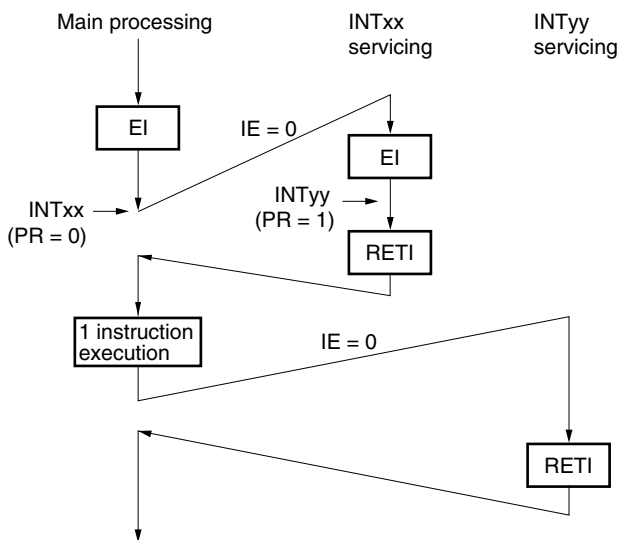 Main processing
INTxx
servicing
INTyy
servicing
EI
IE = 0
EI
INTxx
(PR = 0)
INTyy
(PR = 1)
RETI
1 instruction
execution
IE = 0
RETI